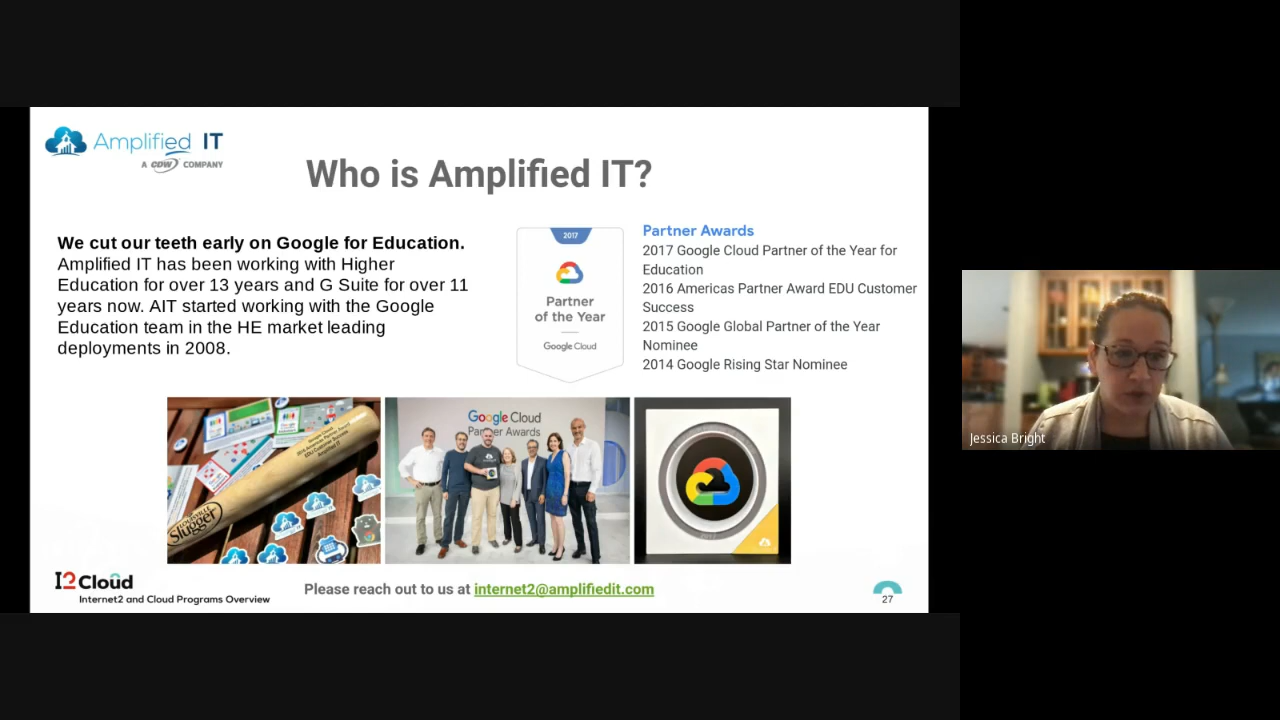 Amplified IT
A CDW COMPANY
Who is Amplified IT?
We cut our teeth early on Google for Education.
Amplified IT has been working with Higher
Education for over 13 years and G Suite for over 11
years now. AIT started working with the Google
Education team in the HE market leading
deployments in 2008.
2017
Partner
of the Year
Google Cloud
Partner Awards
2017 Google Cloud Partner of the Year for
Education
2016 Americas Partner Award EDU Customer
Success
2015 Google Global Partner of the Year
Nominee
2014 Google Rising Star Nominee
LOUISVILLE
Slugger
Google Cloud
Partner Awards
2017
I2 Cloud
Internet2 and Cloud Programs Overview
Please reach out to us at internet2@amplifiedit.com
27
Jessica Bright